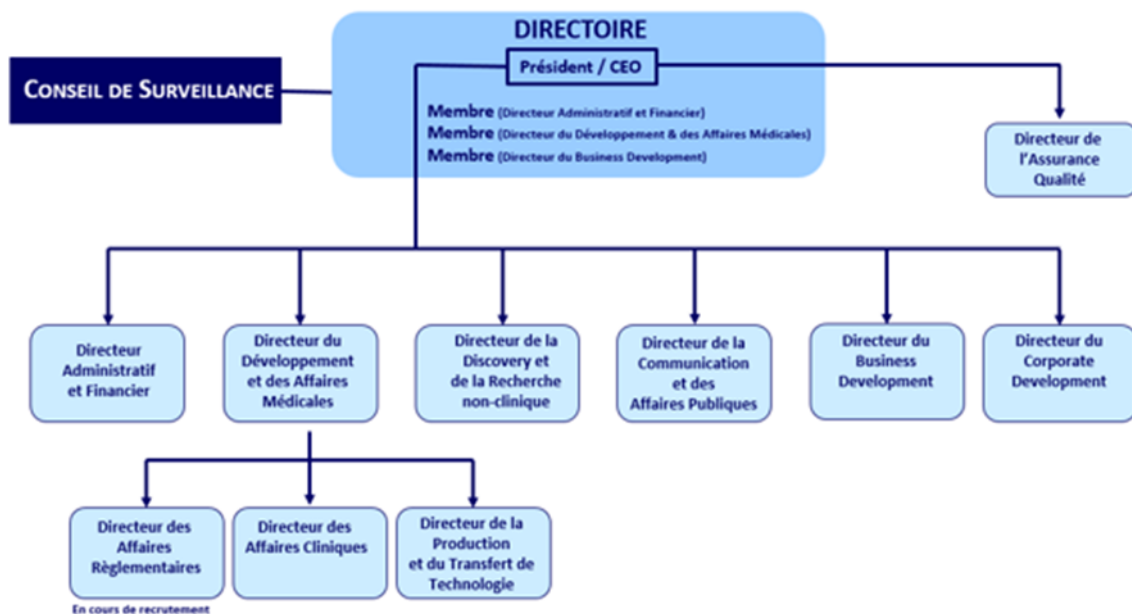 DIRECTOIRE
Président / CEO
CONSEIL DE SURVEILLANCE
Membre (Directeur Administratif et Financier)
Membre (Directeur du Développement & des Affaires Médicales)
Membre (Directeur du Business Development)
Directeur de
l'Assurance
Qualité
Directeur
Administratif
et Financier
Directeur du
Développement
et des Affaires
Médicales
Directeur de la
Discovery et
de la Recherche
non-clinique
Directeur de la
Communication
et des
Affaires Publiques
Directeur du
Business
Development
Directeur du
Corporate
Development
Directeur des
Affaires
Règlementaires
En cours de recrutement
Directeur des
Affaires Cliniques
Directeur de la
Production
et du Transfert de
Technologie